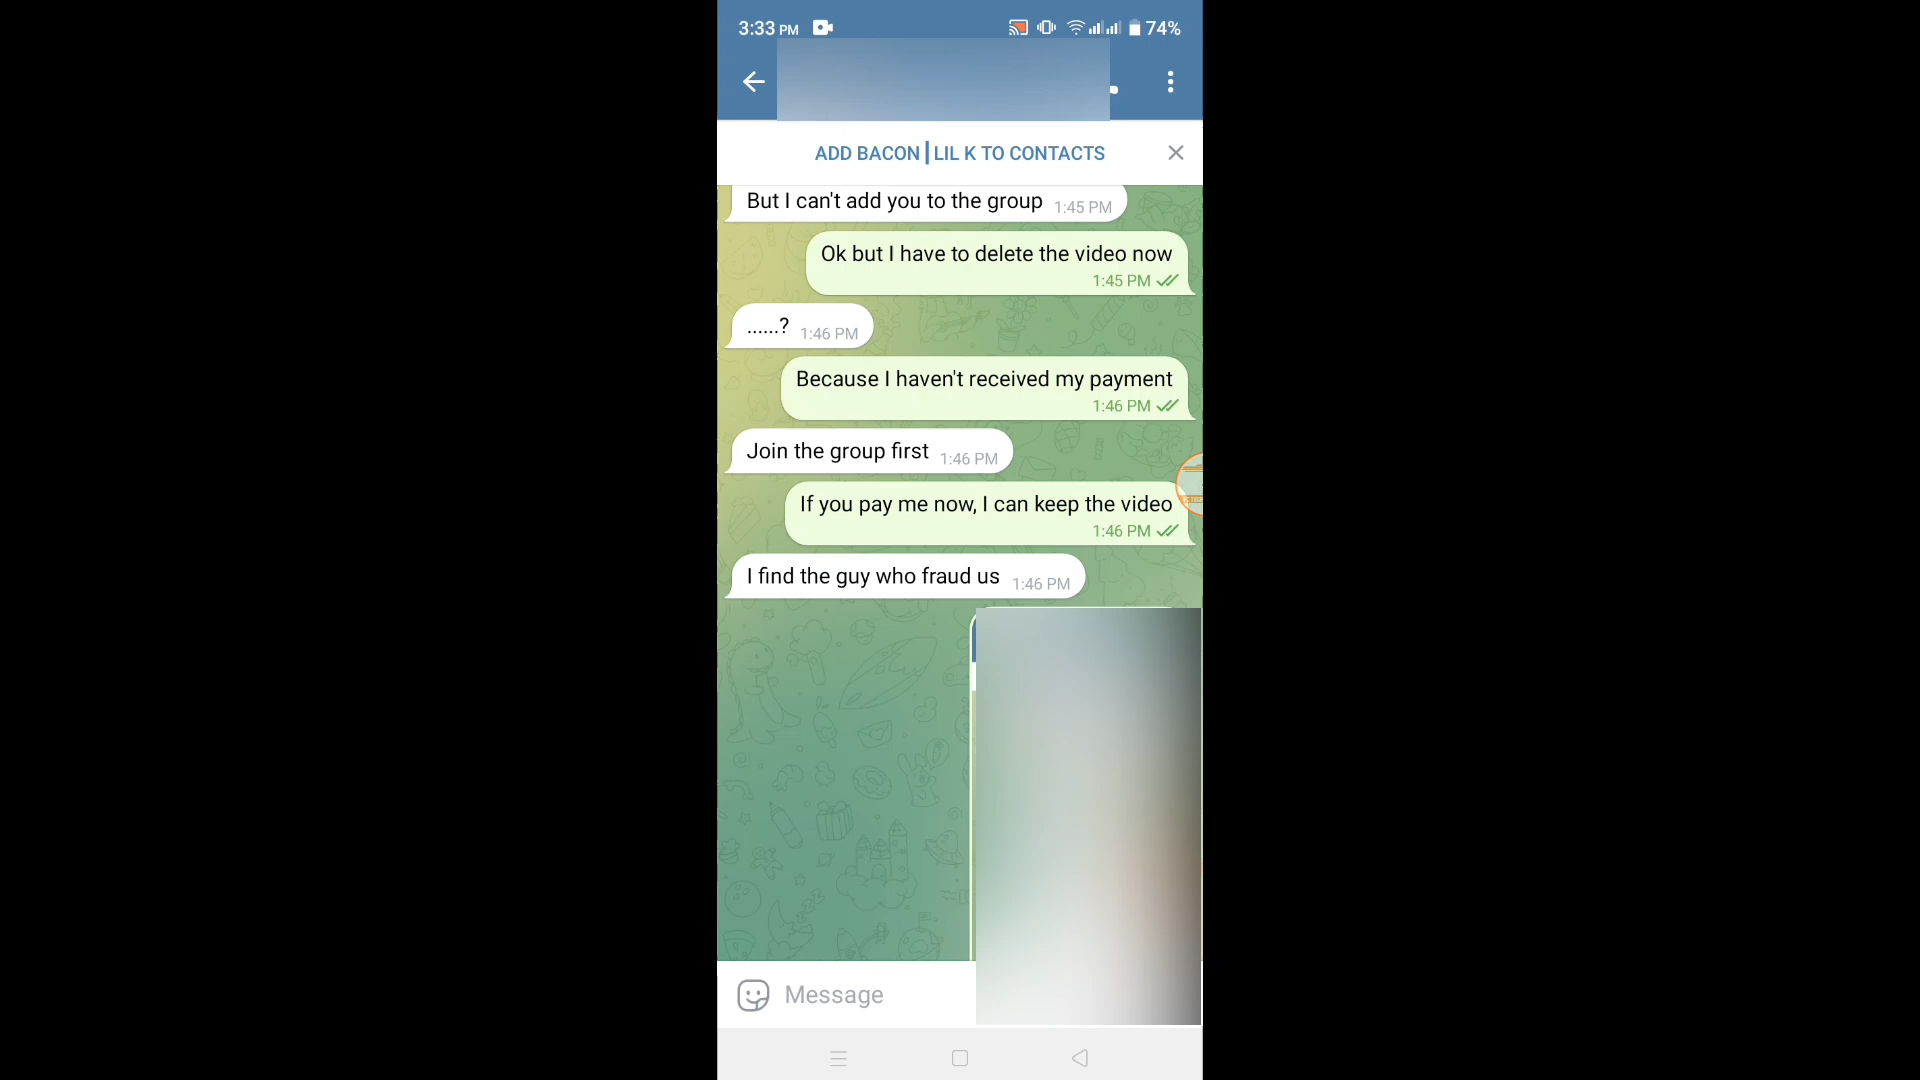 3:33 PM 74%
ADD BACON | LIL K TO CONTACTS
But I can't add you to the group 1:45 PM
Ok but I have to delete the video now
1:45 PM
......? 1:46 PM
Because I haven't received my payment
1:46 PM
Join the group first 1:46 PM
If you pay me now, I can keep the video
1:46 PM
I find the guy who fraud us 1:46 PM
Message